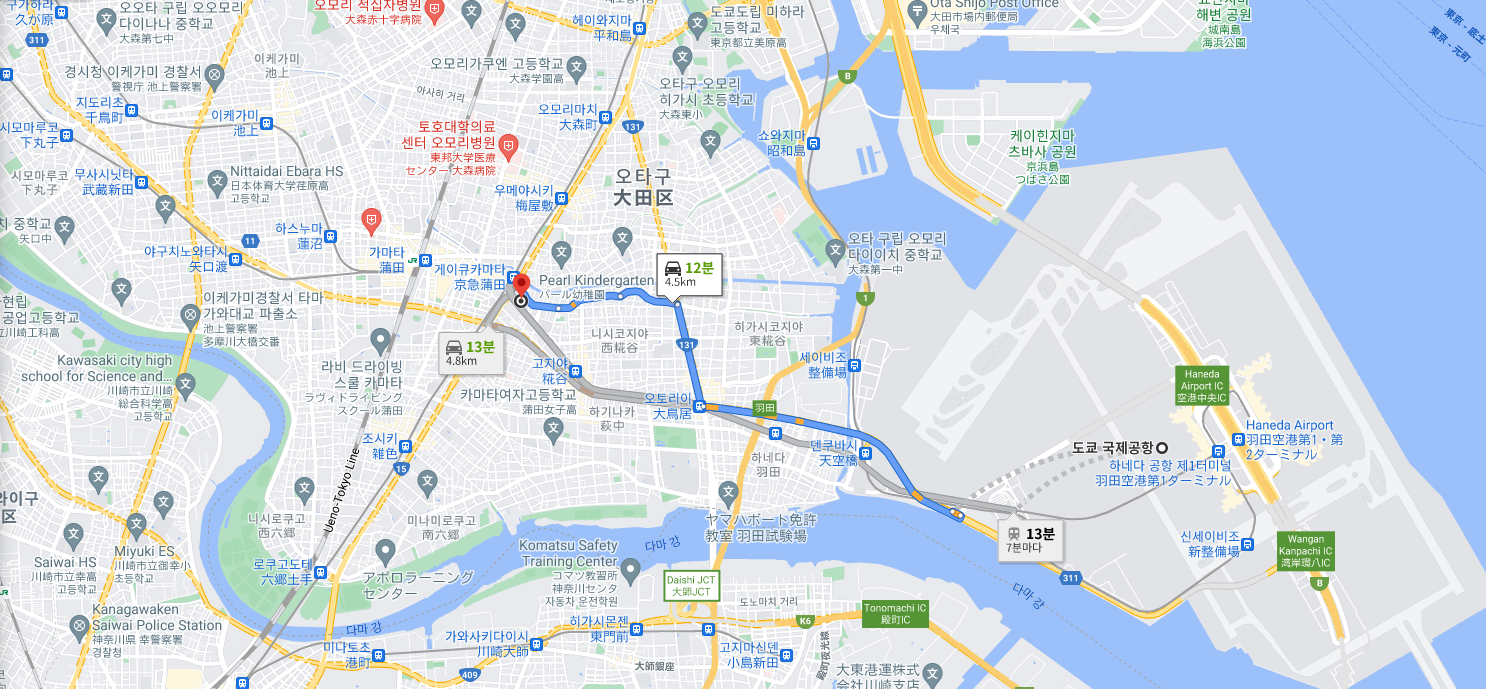 구가하라
久が原
311
오오타 구립 오오모리
다이나나 중학교
大森第七中
오모리 적십자병원
大森赤十字病院
헤이와지마
平和島
도쿄도립 미하라
고등학교
東京都立美原高
Ota Shijo Post Office
大田市場内郵便局
우체국
해변 공원
城南島
海浜公園
東京 - 底土
東京 - 元町
경시청 이케가미 경찰서
警視庁 池上警察署
이케가미
池上
오모리가쿠엔 고등학교
大森学園高
B
오타구 오모리
히가시 초등학교
大森東小
아사히 거리
지도리초
千鳥町
이케가미
池上
오모리마치
大森町
131
토호대학의료
센터 오모리병원
東邦大学医療
センター 大森病院
쇼와지마
昭和島
케이힌지마
츠바사 공원
京浜島
つばさ公園
시모마루코
下丸子
시모마루코
下丸子
무사시닛타
武蔵新田
Nittaidai Ebara HS
日本体育大学荏原高
고등학교
우메야시키
梅屋敷
오타구
大田区
중학교
矢口中
11
하스누마
蓮沼
야구치노와타시
矢口渡
가마타
蒲田
JR
게이큐카마타
京急蒲田
Pearl Kindergarten
パール幼稚園
12분
4.5km
오타 구립 오모리
다이이치 중학교
大森第一中
1
이케가미경찰서 타마
가와대교 파출소
池上警察署
多摩川大橋交番
공업고등학교
立川崎工科高
13분
4.8km
니시코지야
西糀谷
히가시코지야
東糀谷
131
Kawasaki city high
school for Science and...
川崎市立川崎
総合科学高
고등학교
라비 드라이빙
스쿨 카마타
ラヴィドライビング
スクール蒲田
고지야
糀谷
카마타여자고등학교
蒲田女子高
세이비조
整備場
하기나카
萩中
오토리이
大鳥居
羽田
Haneda
Airport IC
空港中央IC
조시키
雑色
15
Ueno-Tokyo Line
하네다
羽田
덴쿠바시
天空橋
도쿄 국제공항
하네다 공항 제1터미널
羽田空港第1ターミナル
Haneda Airport
羽田空港第1・第
2ターミナル
와이구
区
니시로쿠고
西六郷
미나미로쿠고
南六郷
ヤマハボート免許
教室 羽田試験場
13분
7분마다
신세이비조
新整備場
Wangan
Kanpachi IC
湾岸環八IC
B
Saiwai HS
川崎市立幸高
고등학교
Miyuki ES
川崎市立御幸小
초등학교
로쿠고도테
六郷土手
アポロラーニング
センター
Komatsu Safety
Training Center
コマツ教習所
神奈川センタ
자동차 운전학원
다마 강
311
다마 강
Daishi JCT
大師JCT
도노마치 거리
Tonomachi IC
殿町IC
K6
JR
Kanagawaken
Saiwai Police Station
神奈川県 幸警察署
경찰서
다마 강
미나토초
港町
가와사키다이시
川崎大師
409
히가시몬젠
東門前
고지마신덴
小島新田
大師銀座
殿町夜光線
大東港運株式
会社川崎支店